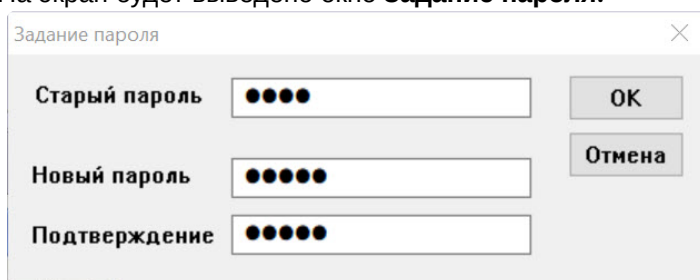 На экран будет выведено окно Задание пароля.
Задание пароля
Старый пароль ●●●● OK
Отмена
Новый пароль ●●●●●
Подтверждение ●●●●●